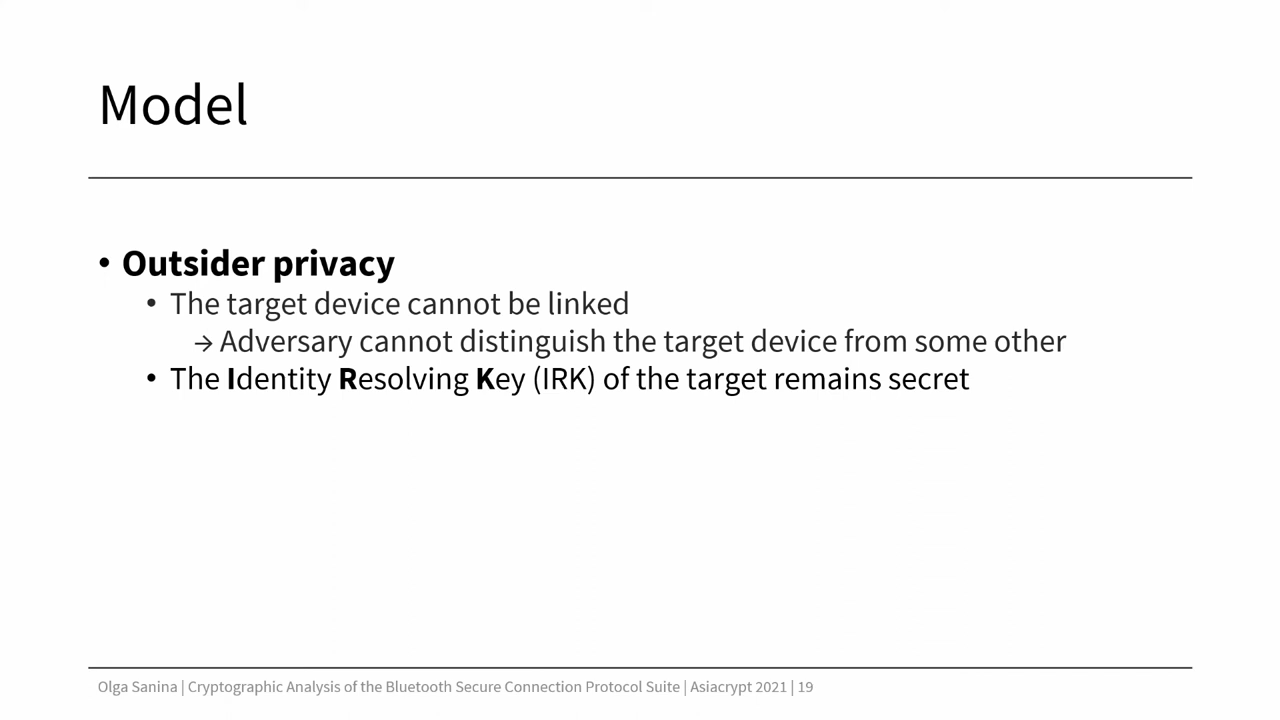 Model
• Outsider privacy
• The target device cannot be linked
→ Adversary cannot distinguish the target device from some other
• The Identity Resolving Key (IRK) of the target remains secret
Olga Sanina | Cryptographic Analysis of the Bluetooth Secure Connection Protocol Suite | Asiacrypt 2021 | 19